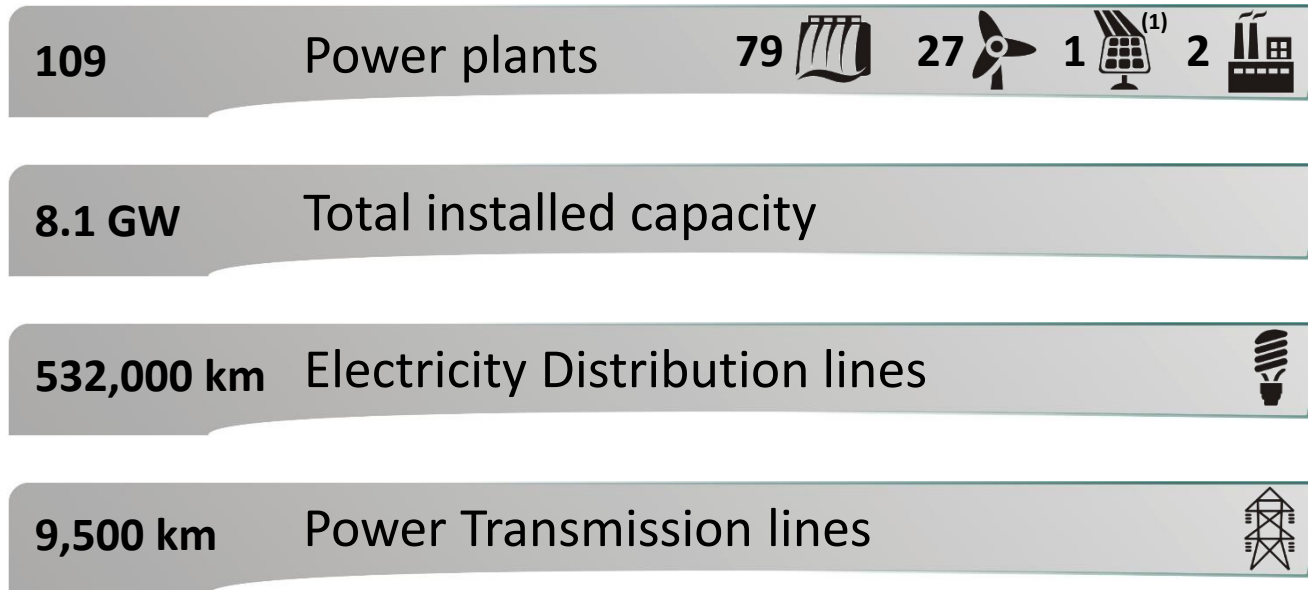 109 Power plants 79 27 1 (1) 2
8.1 GW Total installed capacity
532,000 km Electricity Distribution lines
9,500 km Power Transmission lines